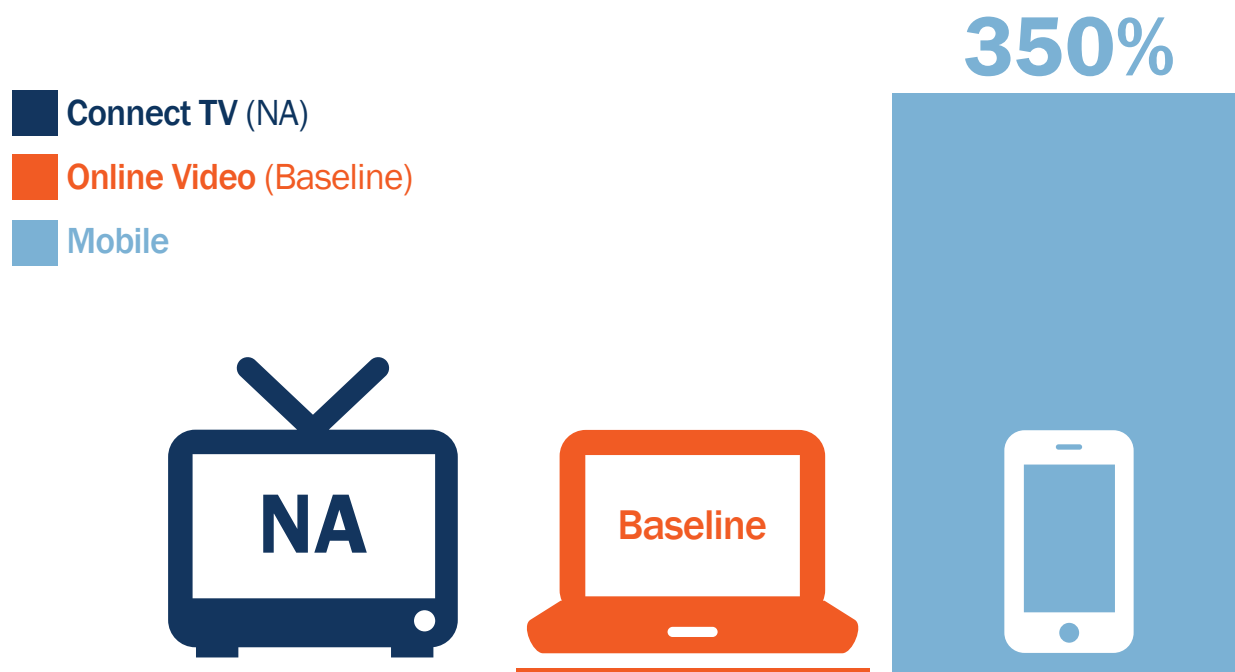 350%
Connect TV (NA)
Online Video (Baseline)
Mobile
NA
Baseline